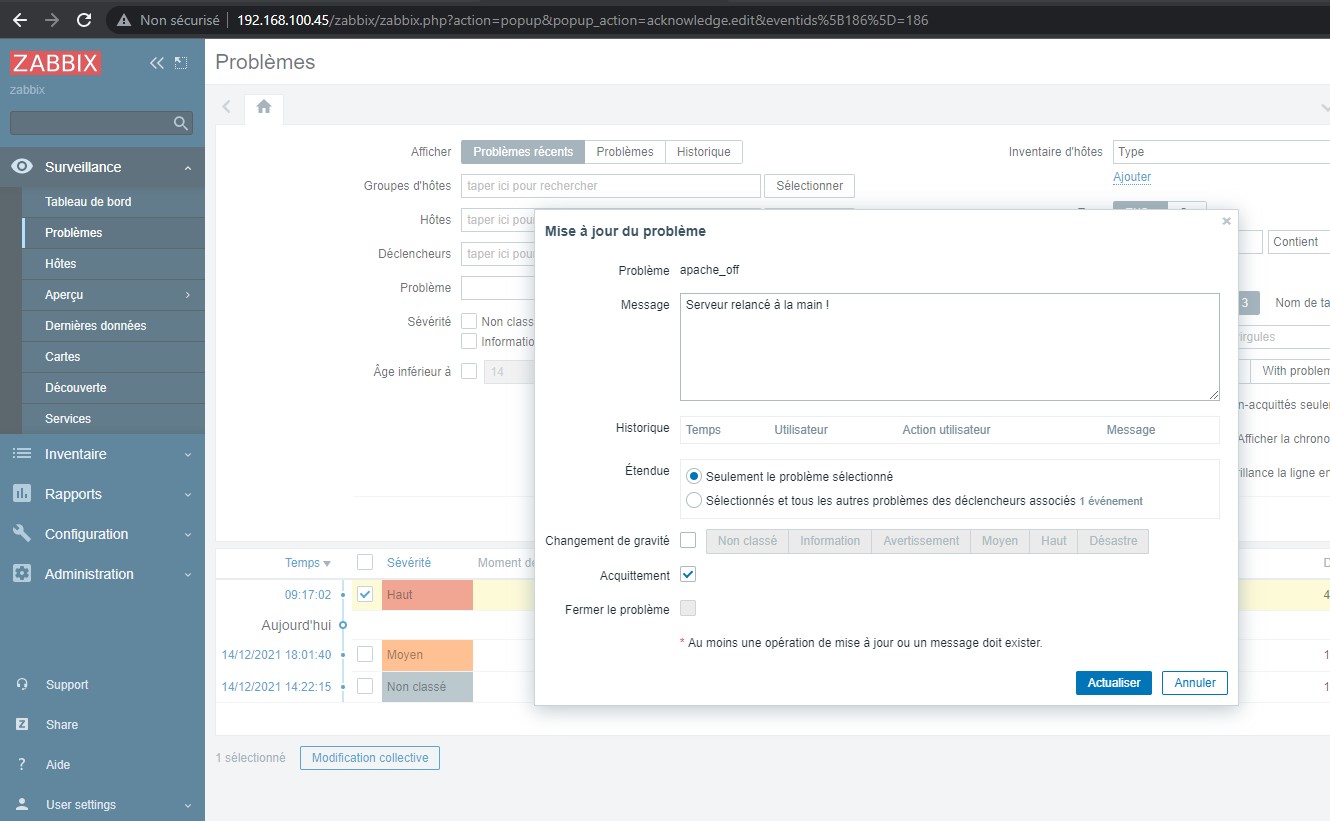 Non sécurisé 192.168.100.45/zabbix/zabbix.php?action=popup&popup_action=acknowledge.edit&eventids%5B186%5D=186
ZABBIX
zabbix
Surveillance
Tableau de bord
Problèmes
Hôtes
Aperçu
Dernières données
Cartes
Découverte
Services
Inventaire
Rapports
Configuration
Administration
Support
Share
Aide
User settings
Problèmes
Afficher Problèmes récents Problèmes Historique
Groupes d'hôtes taper ici pour rechercher Sélectionner
Hôtes taper ici pou
Déclencheurs taper ici pou
Problème
Sévérité Non class
Informatio
Âge inférieur à 14
Inventaire d'hôtes Type
Ajouter
Contient
3 Nom de ta
irgules
With problem
n-acquittés seule
Afficher la chrono
illance la ligne en
Mise à jour du problème
Problème apache_off
Message Serveur relancé à la main !
Historique Temps Utilisateur Action utilisateur Message
Étendue Seulement le problème sélectionné
Sélectionnés et tous les autres problèmes des déclencheurs associés 1 événement
Changement de gravité Non classé Information Avertissement Moyen Haut Désastre
Acquittement
Fermer le problème
* Au moins une opération de mise à jour ou un message doit exister.
Actualiser Annuler
Temps Sévérité Moment de D
09:17:02 Haut 4
Aujourd'hui
14/12/2021 18:01:40 Moyen 1
14/12/2021 14:22:15 Non classé 1
1 sélectionné Modification collective